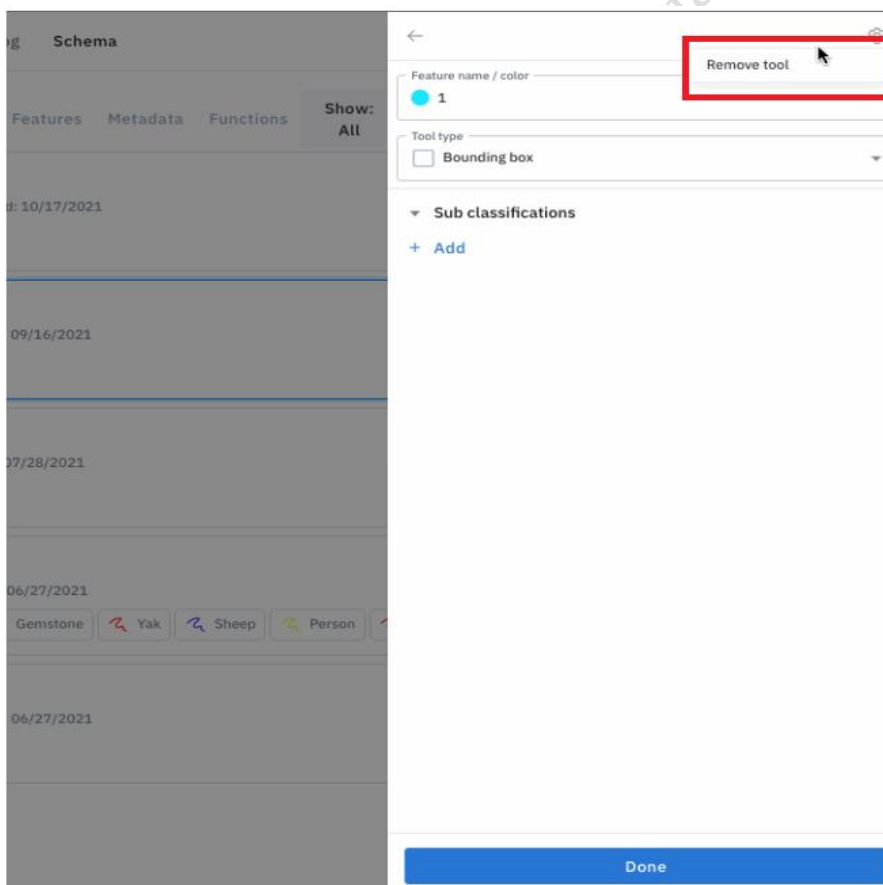 og Schema
Features Metadata Functions Show: All
d: 10/17/2021
09/16/2021
07/28/2021
06/27/2021
Gemstone Yak Sheep Person
06/27/2021
Remove tool
Feature name / color
1
Tool type
Bounding box
Sub classifications
+ Add
Done